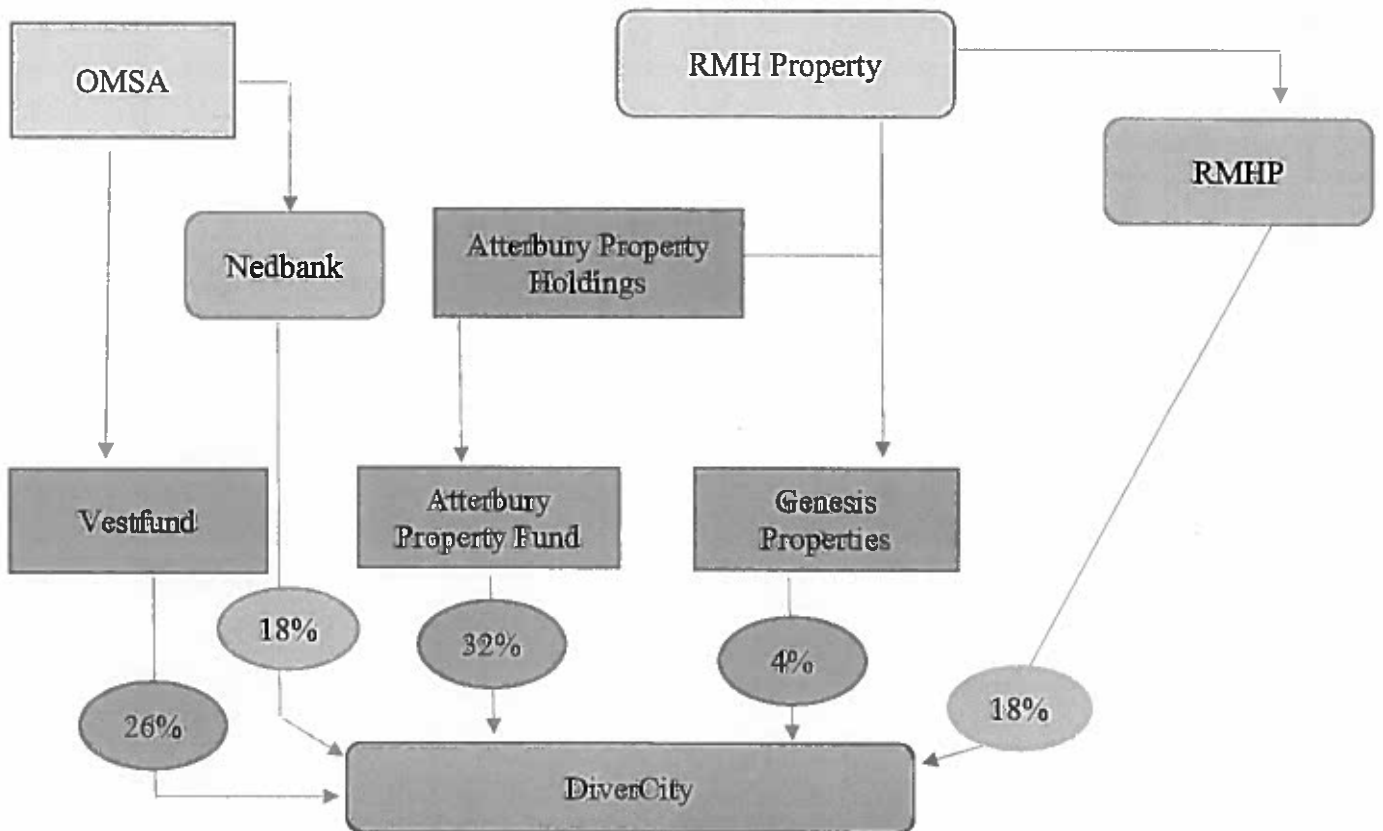 OMSA
RMH Property
RMHP
Nedbank
Atterbury Property
Holdings
Vestfund
Atterbury
Property Fund
Genesis
Properties
18%
32%
4%
26%
18%
DiverCity